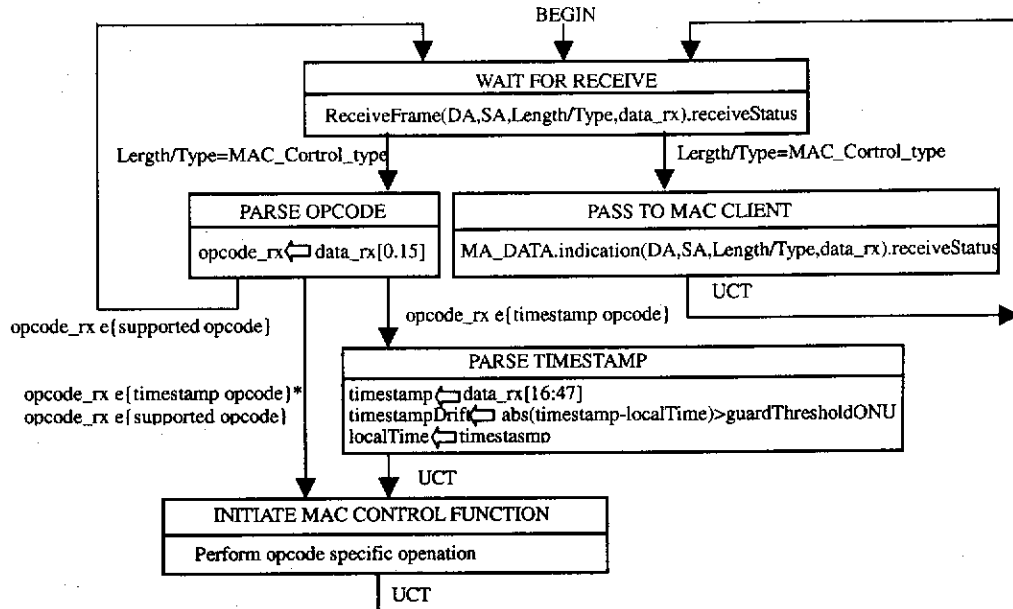 BEGIN
WAIT FOR RECEIVE
ReceiveFrame(DA,SA,Length/Type,data_rx).receiveStatus
Lergth/Type=MAC_Cortrol_type
Lergth/Type=MAC_Cortrol_type
PARSE OPCODE
opcode_rx⇐ data_rx[0.15]
PASS TO MAC CLIENT
MA_DATA.indication(DA,SA,Length/Type,data_rx).receiveStatus
UCT
opcode_rx e{supported opcode}
opcode_rx e{timestamp opcode}
opcode_rx e{timestamp opcode}*
opcode_rx e{supported opcode}
PARSE TIMESTAMP
timestamp⇐data_rx[16:47]
timestampDrift⇐ abs(timestamp-localTime)>guardThresholdONU
localTime⇐timestasmp
UCT
INITIATE MAC CONTROL FUNCTION
Perform opcode specific openation
UCT